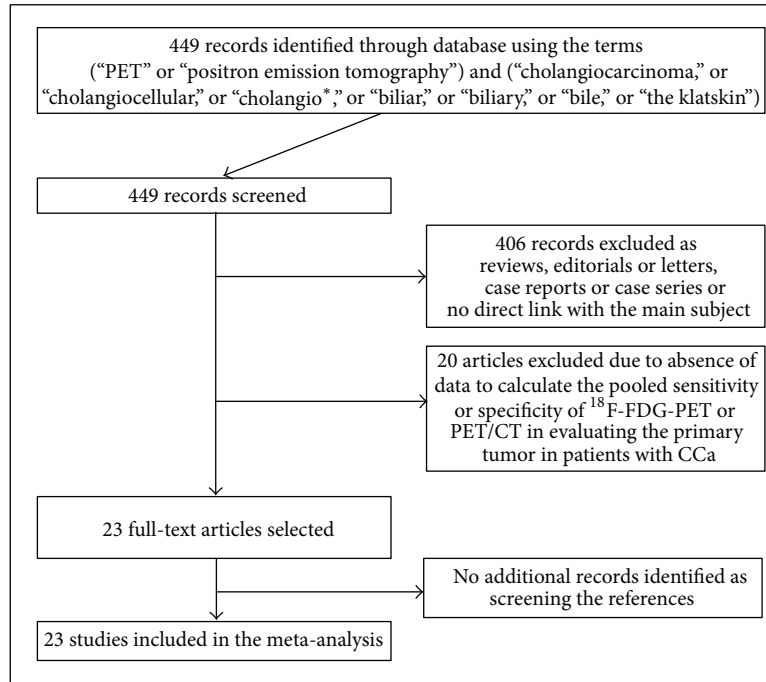 449 records identified through database using the terms
(“PET” or “positron emission tomography”) and (“cholangiocarcinoma,” or
“cholangiocellular,” or “cholangio*,” or “biliar,” or “biliary,” or “bile,” or “the klatskin”)
449 records screened
406 records excluded as
reviews, editorials or letters,
case reports or case series or
no direct link with the main subject
20 articles excluded due to absence of
data to calculate the pooled sensitivity
or specificity of ¹⁸F-FDG-PET or
PET/CT in evaluating the primary
tumor in patients with CCa
23 full-text articles selected
No additional records identified as
screening the references
23 studies included in the meta-analysis